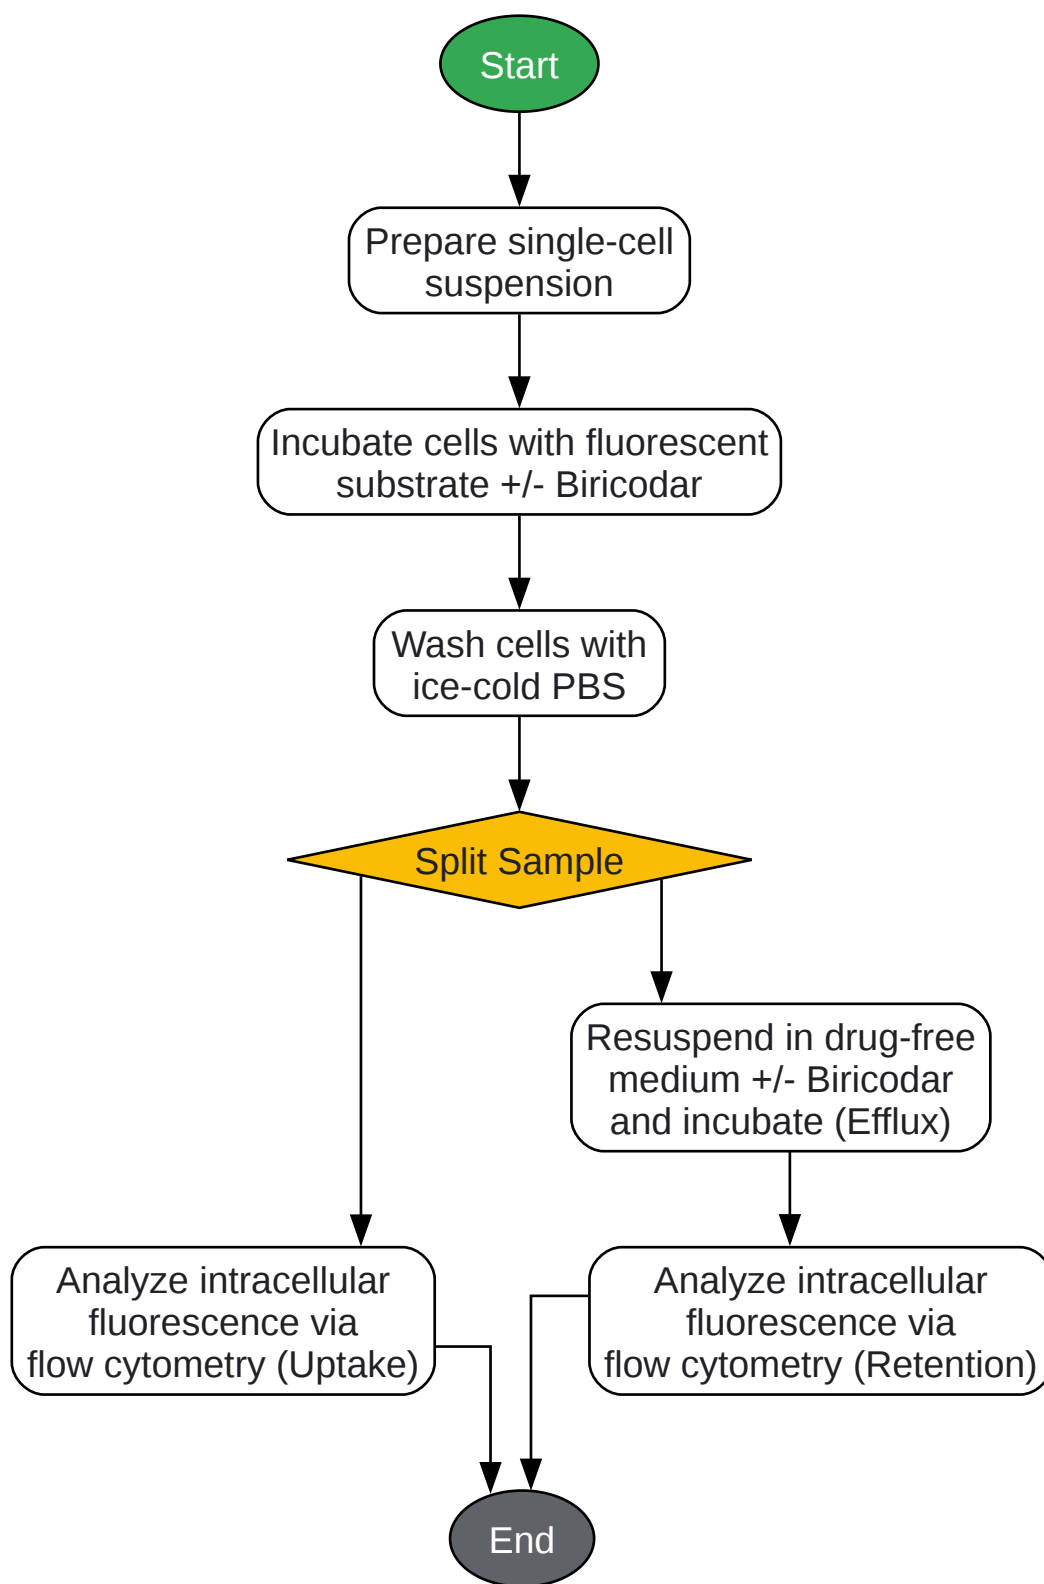 Start
Prepare single-cell
suspension
Incubate cells with fluorescent
substrate +/- Biricodar
Wash cells with
ice-cold PBS
Split Sample
Resuspend in drug-free
medium +/- Biricodar
and incubate (Efflux)
Analyze intracellular
fluorescence via
flow cytometry (Uptake)
Analyze intracellular
fluorescence via
flow cytometry (Retention)
End